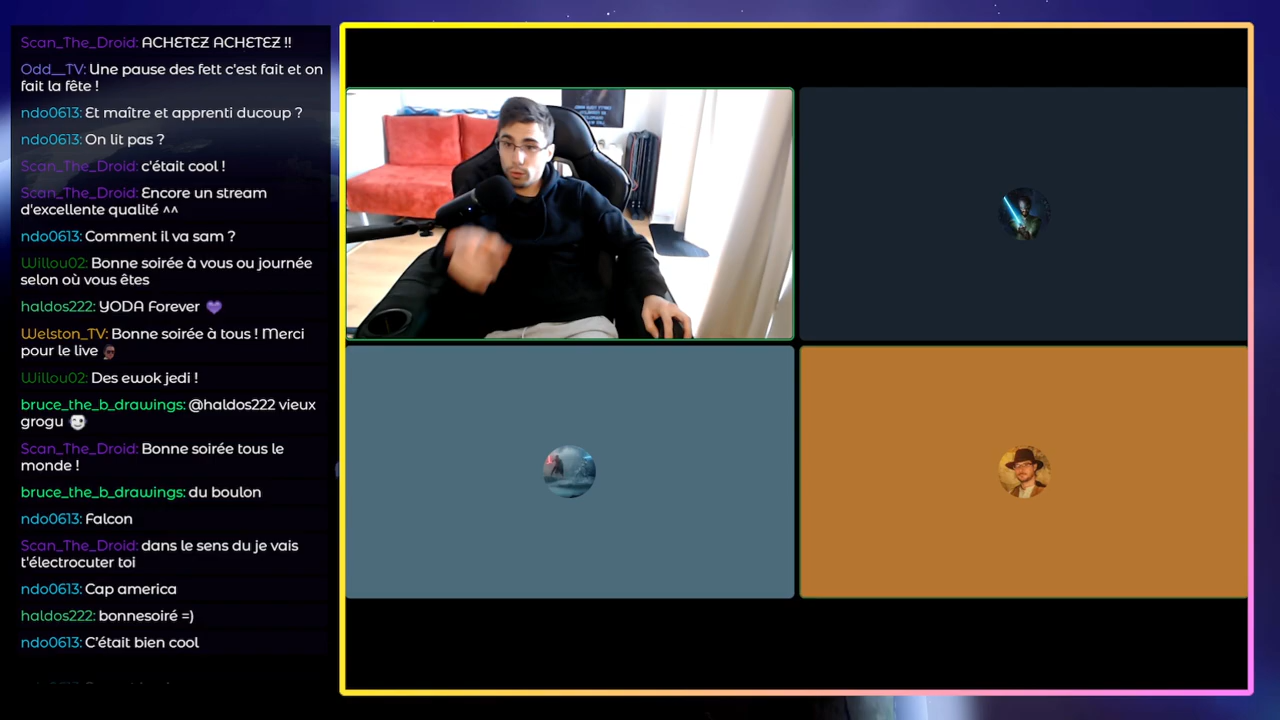 Scan_The_Droid: ACHETEZ ACHETEZ !!
Odd__TV: Une pause des fett c'est fait et on
fait la fête !
ndo0613: Et maître et apprenti ducoup ?
ndo0613: On lit pas ?
Scan_The_Droid: c'était cool !
Scan_The_Droid: Encore un stream
d'excellente qualité ^^
ndo0613: Comment il va sam ?
Willou02: Bonne soirée à vous ou journée
selon où vous êtes
haldos222: YODA Forever 💜
Welston_TV: Bonne soirée à tous ! Merci
pour le live
Willou02: Des ewok jedi !
bruce_the_b_drawings: @haldos222 vieux
grogu
Scan_The_Droid: Bonne soirée tous le
monde !
bruce_the_b_drawings: du boulon
ndo0613: Falcon
Scan_The_Droid: dans le sens du je vais
t'électrocuter toi
ndo0613: Cap america
haldos222: bonnesoiré =)
ndo0613: C'était bien cool